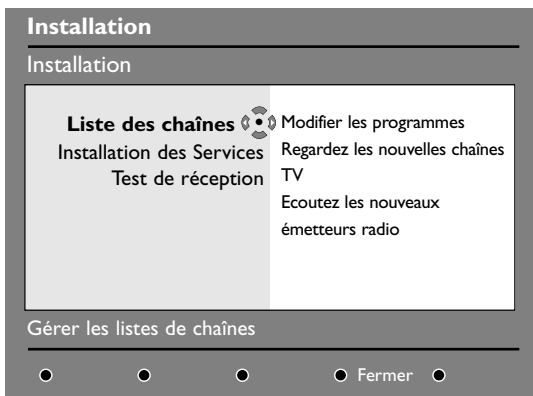 Installation
Installation
Liste des chaînes
Installation des Services
Test de réception
Modifier les programmes
Regardez les nouvelles chaînes
TV
Ecoutez les nouveaux
émetteurs radio
Gérer les listes de chaînes
Fermer